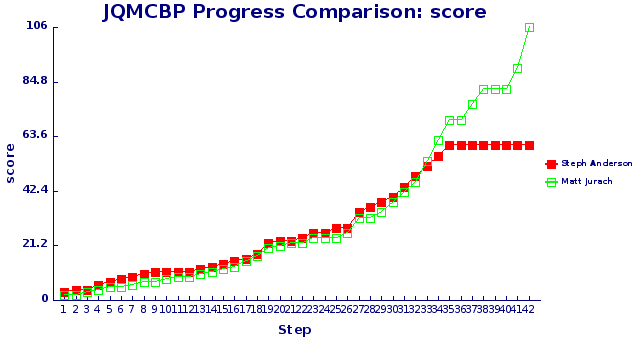 JQMCBP Progress Comparison: score
106
84.8
63.6
42.4
21.2
0
score
1 2 3 4 5 6 7 8 9 10 11 12 13 14 15 16 17 18 19 20 21 22 23 24 25 26 27 28 29 30 31 32 33 34 35 36 37 38 39 40 41 42
Step
Steph Anderson
Matt Jurach